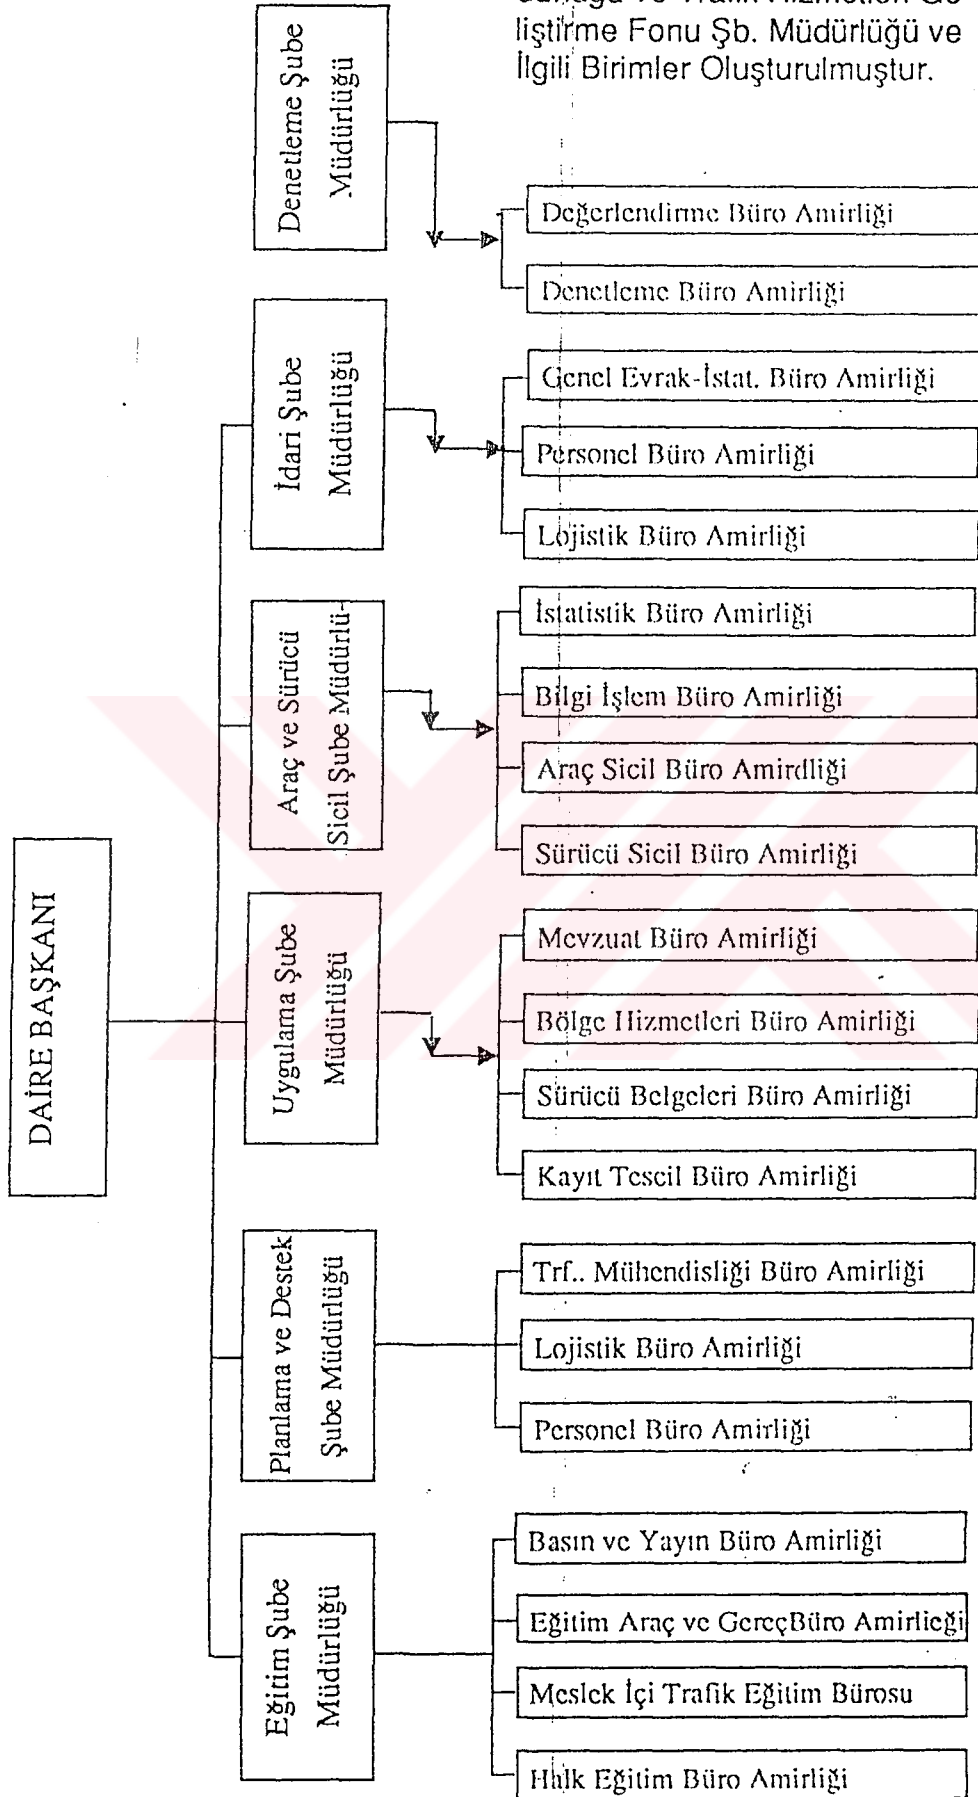 liştirme Fonu Şb. Müdürlüğü ve
İlgili Birimler Oluşturulmuştur.
DAİRE BAŞKANI
Denetleme Şube
Müdürlüğü
Değerlendirme Büro Amirliği
Denetleme Büro Amirliği
İdari Şube
Müdürlüğü
Genel Evrak-İstat. Büro Amirliği
Personel Büro Amirliği
Lojistik Büro Amirliği
Araç ve Sürücü
Sicil Şube Müdürlü-
İstatistik Büro Amirliği
Bilgi İşlem Büro Amirliği
Araç Sicil Büro Amirdliği
Sürücü Sicil Büro Amirliği
Uygulama Şube
Müdürlüğü
Mevzuat Büro Amirliği
Bölge Hizmetleri Büro Amirliği
Sürücü Belgeleri Büro Amirliği
Kayıt Tescil Büro Amirliği
Planlama ve Destek
Şube Müdürlüğü
Trf.. Mühendisliği Büro Amirliği
Lojistik Büro Amirliği
Personel Büro Amirliği
Eğitim Şube
Müdürlüğü
Basın ve Yayın Büro Amirliği
Eğitim Araç ve GereçBüro Amirlieği
Meslek İçi Trafik Eğitim Bürosu
Halk Eğitim Büro Amirliği